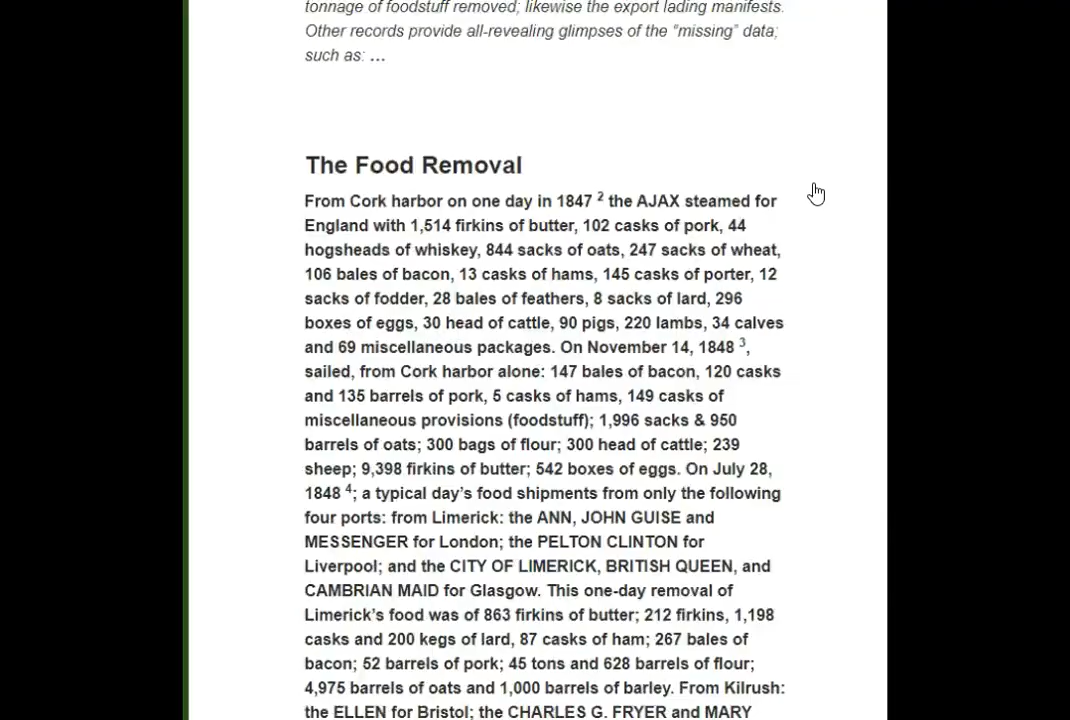 tonnage of foodstuff removed; likewise the export lading manifests.
Other records provide all-revealing glimpses of the “missing” data;
such as: …
The Food Removal
From Cork harbor on one day in 1847 2 the AJAX steamed for
England with 1,514 firkins of butter, 102 casks of pork, 44
hogsheads of whiskey, 844 sacks of oats, 247 sacks of wheat,
106 bales of bacon, 13 casks of hams, 145 casks of porter, 12
sacks of fodder, 28 bales of feathers, 8 sacks of lard, 296
boxes of eggs, 30 head of cattle, 90 pigs, 220 lambs, 34 calves
and 69 miscellaneous packages. On November 14, 1848 3,
sailed, from Cork harbor alone: 147 bales of bacon, 120 casks
and 135 barrels of pork, 5 casks of hams, 149 casks of
miscellaneous provisions (foodstuff); 1,996 sacks & 950
barrels of oats; 300 bags of flour; 300 head of cattle; 239
sheep; 9,398 firkins of butter; 542 boxes of eggs. On July 28,
1848 4; a typical day’s food shipments from only the following
four ports: from Limerick: the ANN, JOHN GUISE and
MESSENGER for London; the PELTON CLINTON for
Liverpool; and the CITY OF LIMERICK, BRITISH QUEEN, and
CAMBRIAN MAID for Glasgow. This one-day removal of
Limerick’s food was of 863 firkins of butter; 212 firkins, 1,198
casks and 200 kegs of lard, 87 casks of ham; 267 bales of
bacon; 52 barrels of pork; 45 tons and 628 barrels of flour;
4,975 barrels of oats and 1,000 barrels of barley. From Kilrush:
the ELLEN for Bristol; the CHARLES G. FRYER and MARY